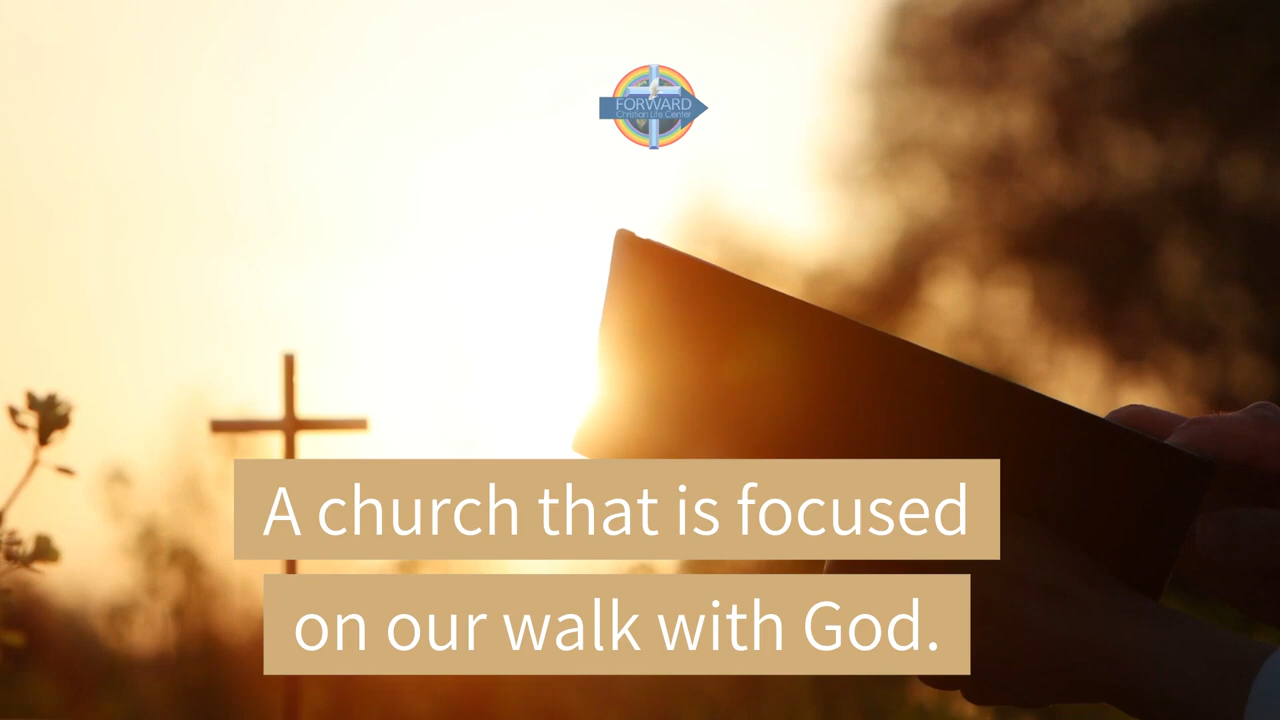 FORWARD
Christian Life Center
A church that is focused
on our walk with God.